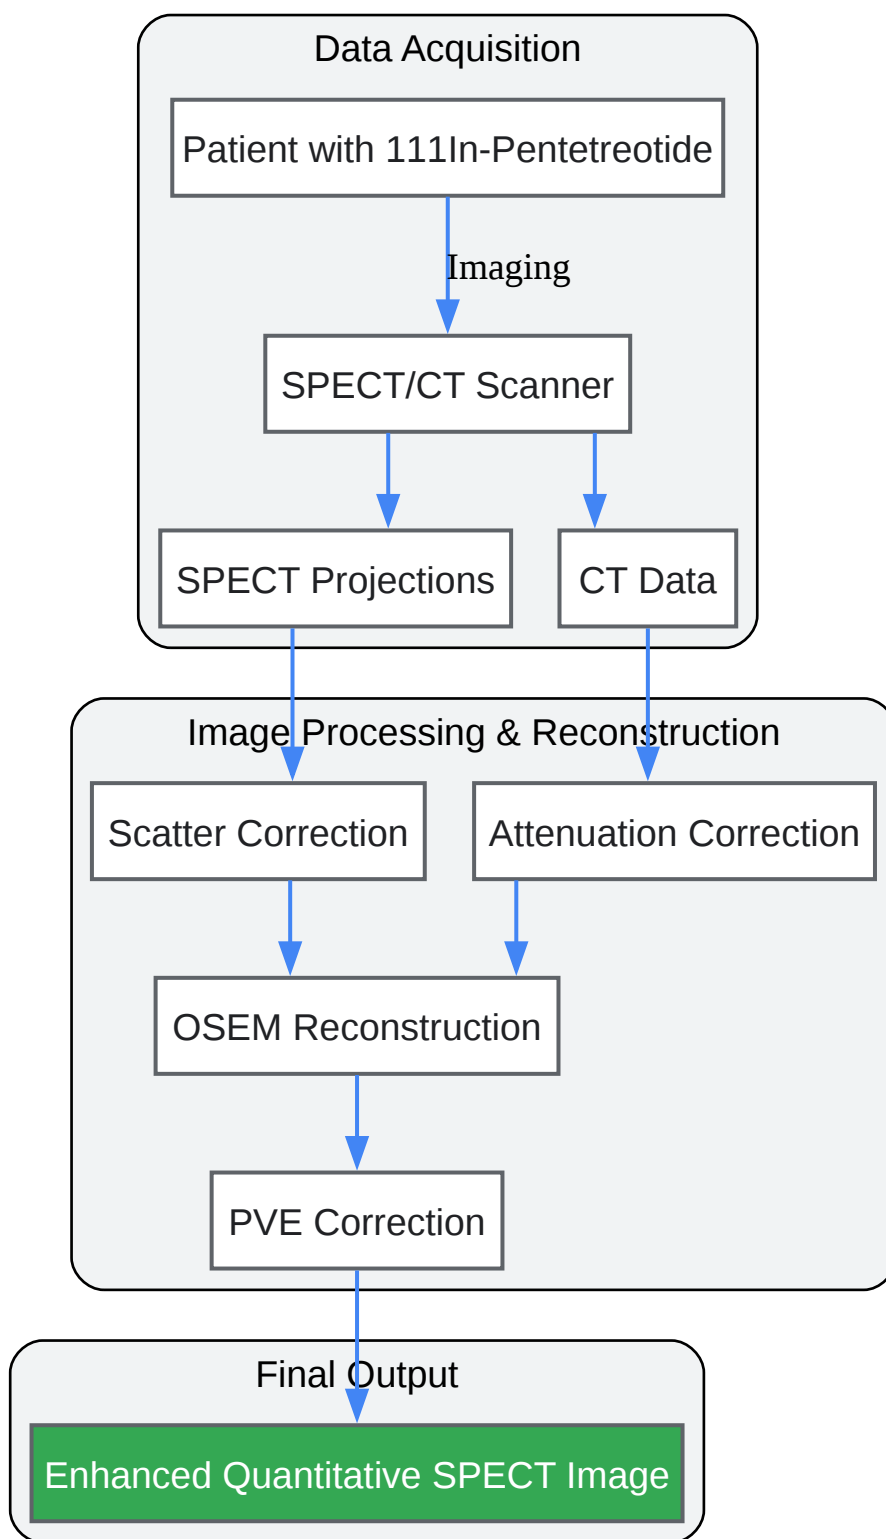 Data Acquisition
Patient with 111In-Pentetreotide
Imaging
SPECT/CT Scanner
SPECT Projections
CT Data
Image Processing & Reconstruction
Scatter Correction
Attenuation Correction
OSEM Reconstruction
PVE Correction
Final Output
Enhanced Quantitative SPECT Image